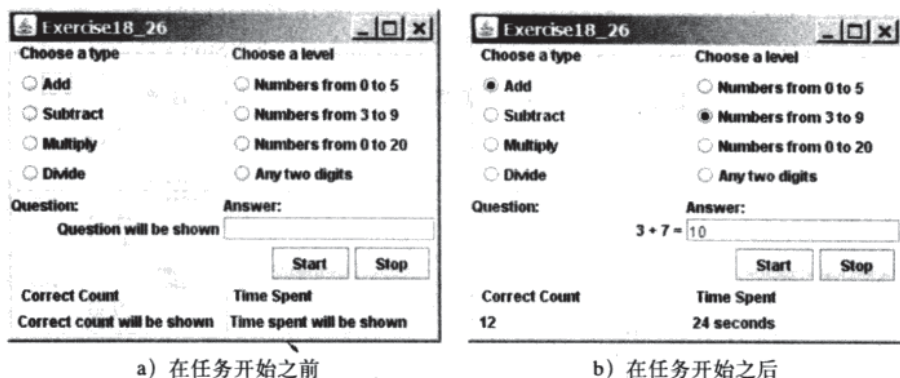 Exercise18_26
Choose a type
Choose a level
Add
Numbers from 0 to 5
Subtract
Numbers from 3 to 9
Multiply
Numbers from 0 to 20
Divide
Any two digits
Question:
Answer:
Question will be shown
Start
Stop
Correct Count
Time Spent
Correct count will be shown
Time spent will be shown
a) 在任务开始之前
Exercise18_26
Choose a type
Choose a level
Add
Numbers from 0 to 5
Subtract
Numbers from 3 to 9
Multiply
Numbers from 0 to 20
Divide
Any two digits
Question:
Answer:
3 + 7 =
10
Start
Stop
Correct Count
Time Spent
12
24 seconds
b) 在任务开始之后